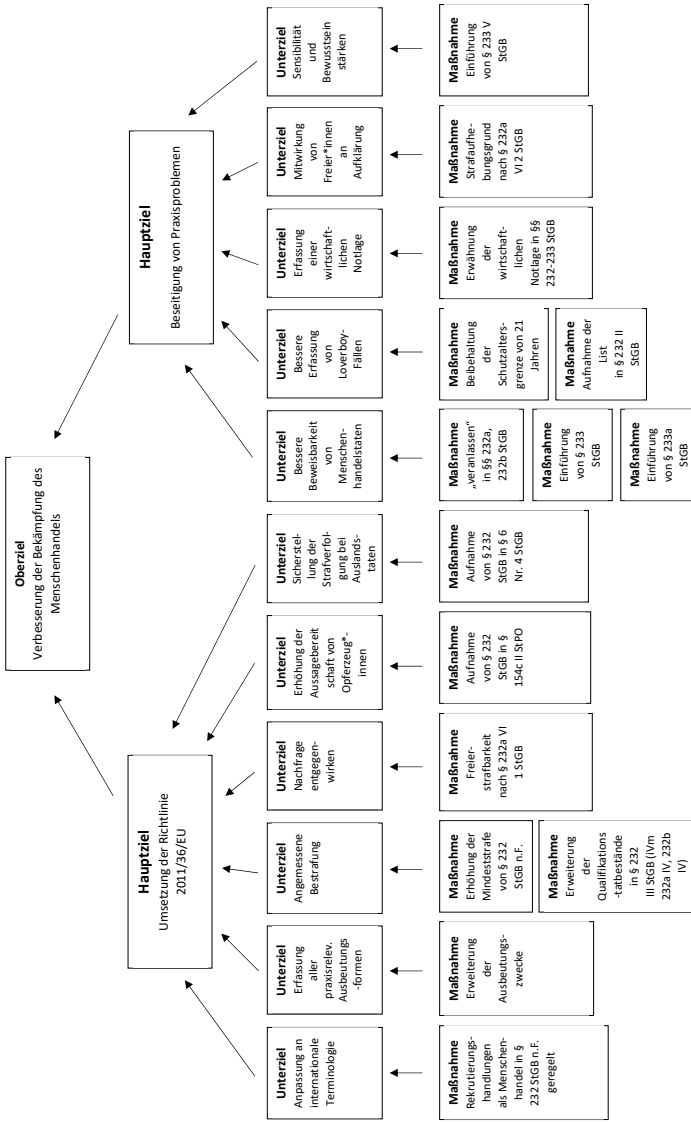 Oberziel
Verbesserung der Bekämpfung des
Menschenhandels
Hauptziel
Umsetzung der Richtlinie
2011/36/EU
Hauptziel
Beseitigung von Praxisproblemen
Unterziel
Anpassung an
internationale
Terminologie
Unterziel
Erfassung
aller
praxisrelev.
Ausbeutungs
-formen
Unterziel
Angemessene
Bestrafung
Unterziel
Nachfrage
entgegen-
wirken
Unterziel
Erhöhung der
Aussagebereit
schaft von
Opferzeug*-
innen
Unterziel
Sicherstel-
lung der
Strafverfol-
gung bei
Auslands-
taten
Unterziel
Bessere
Beweisbarkeit
von
Menschen-
handelstaten
Unterziel
Bessere
Erfassung
von
Loverboy-
Fällen
Unterziel
Erfassung
einer
wirtschaft-
lichen
Notlage
Unterziel
Mitwirkung
von
Freier*innen
an
Aufklärung
Unterziel
Sensibilität
und
Bewusstsein
stärken
Maßnahme
Rekrutierungs-
handlungen
als Menschen-
handel in §
232 StGB n.F.
geregelt
Maßnahme
Erweiterung
der
Ausbeutungs-
zwecke
Maßnahme
Erhöhung der
Mindeststrafe
von § 232
StGB n.F.
Maßnahme
Erweiterung
der
Qualifikations
-tatbestände
in § 232
III StGB (iVm
232a IV, 232b
IV)
Maßnahme
Freier-
strafbarkeit
nach § 232a VI
1 StGB
Maßnahme
Aufnahme
von § 232
StGB in §
154c II StPO
Maßnahme
Aufnahme
von § 232
StGB in § 6
Nr. 4 StGB
Maßnahme
„veranlassen“
in §§ 232a,
232b StGB
Maßnahme
Einführung
von § 233
StGB
Maßnahme
Einführung
von § 233a
StGB
Maßnahme
Beibehaltung
der
Schutzalters-
grenze von 21
Jahren
Maßnahme
Aufnahme der
List
in § 232 II
StGB
Maßnahme
Erwähnung
der
wirtschaft-
lichen
Notlage in §§
232-233 StGB
Maßnahme
Strafaufhe-
bungsgrund
nach § 232a
VI 2 StGB
Maßnahme
Einführung
von § 233 V
StGB